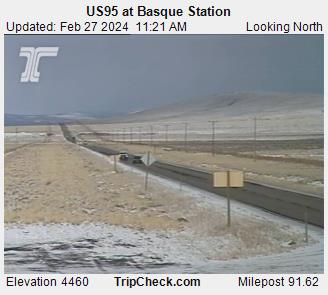 US95 at Basque Station
Updated: Feb 27 2024 11:21 AM Looking North
Elevation 4460 TripCheck.com Milepost 91.62